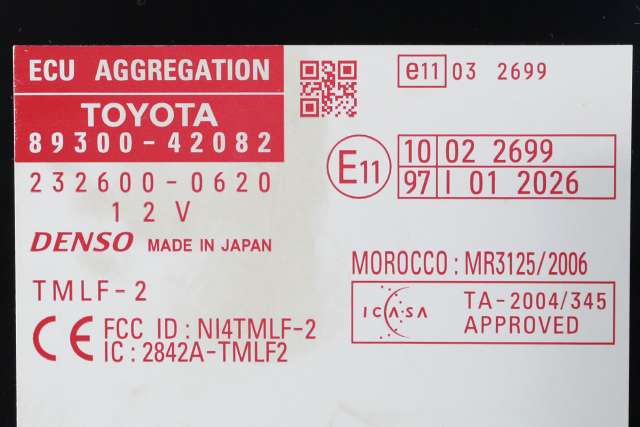 ECU AGGREGATION
TOYOTA
89300-42082
232600-0620
12V
DENSO MADE IN JAPAN
TMLF-2
CE FCC ID : NI4TMLF-2
IC : 2842A-TMLF2
e11 03 2699
E11
10 02 2699
97 I 01 2026
MOROCCO : MR3125/2006
ICASA TA-2004/345
APPROVED